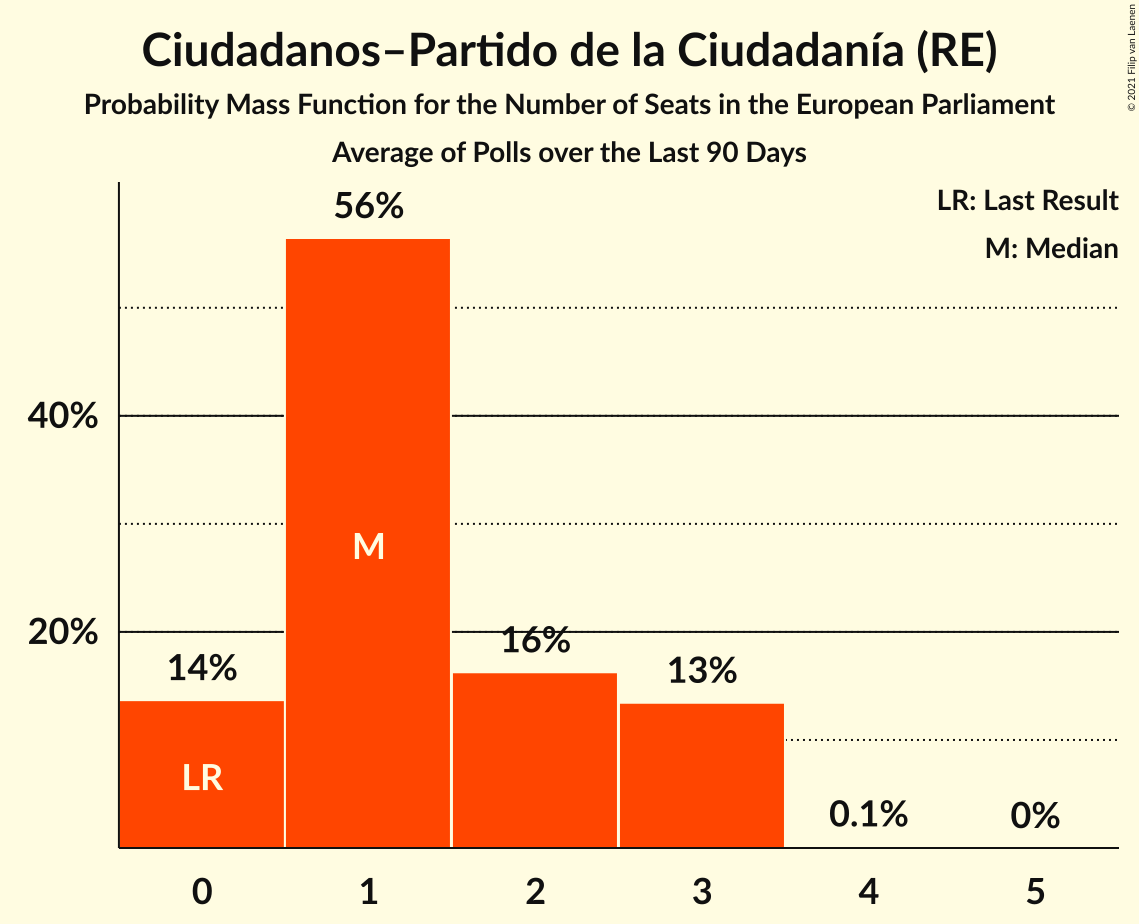 Ciudadanos–Partido de la Ciudadanía (RE)
Probability Mass Function for the Number of Seats in the European Parliament
Average of Polls over the Last 90 Days
© 2021 Filip van Laenen
LR: Last Result
M: Median
56%
40%
M
20%
16%
14%
13%
LR
0.1%
0%
0 1 2 3 4 5